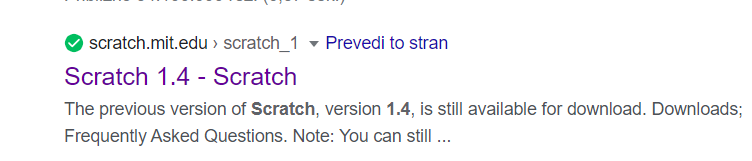 scratch.mit.edu › scratch_1 ▾ Prevedi to stran
Scratch 1.4 - Scratch
The previous version of Scratch, version 1.4, is still available for download. Downloads;
Frequently Asked Questions. Note: You can still ...